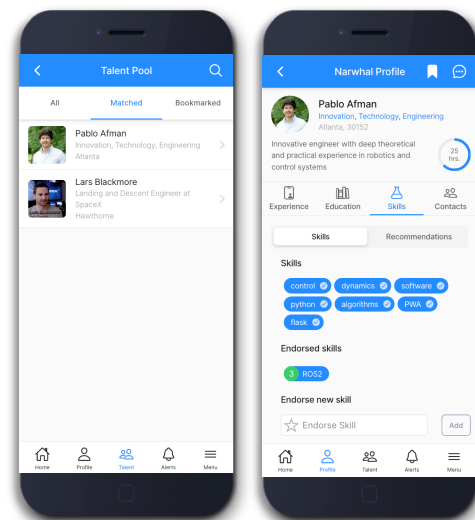 Talent Pool
All
Matched
Bookmarked
Pablo Afman
Innovation, Technology, Engineering
Atlanta
Lars Blackmore
Landing and Descent Engineer at
SpaceX
Hawthorne
Home
Profile
Talent
Alerts
Menu
Narwhal Profile
Pablo Afman
Innovation, Technology, Engineering
Atlanta, 30152
Innovative engineer with deep theoretical
and practical experience in robotics and
control systems
25
hrs.
Experience
Education
Skills
Contacts
Skills
Recommendations
Skills
control
dynamics
software
python
algorithms
PWA
flask
Endorsed skills
3 ROS2
Endorse new skill
Endorse Skill
Add
Home
Profile
Talent
Alerts
Menu